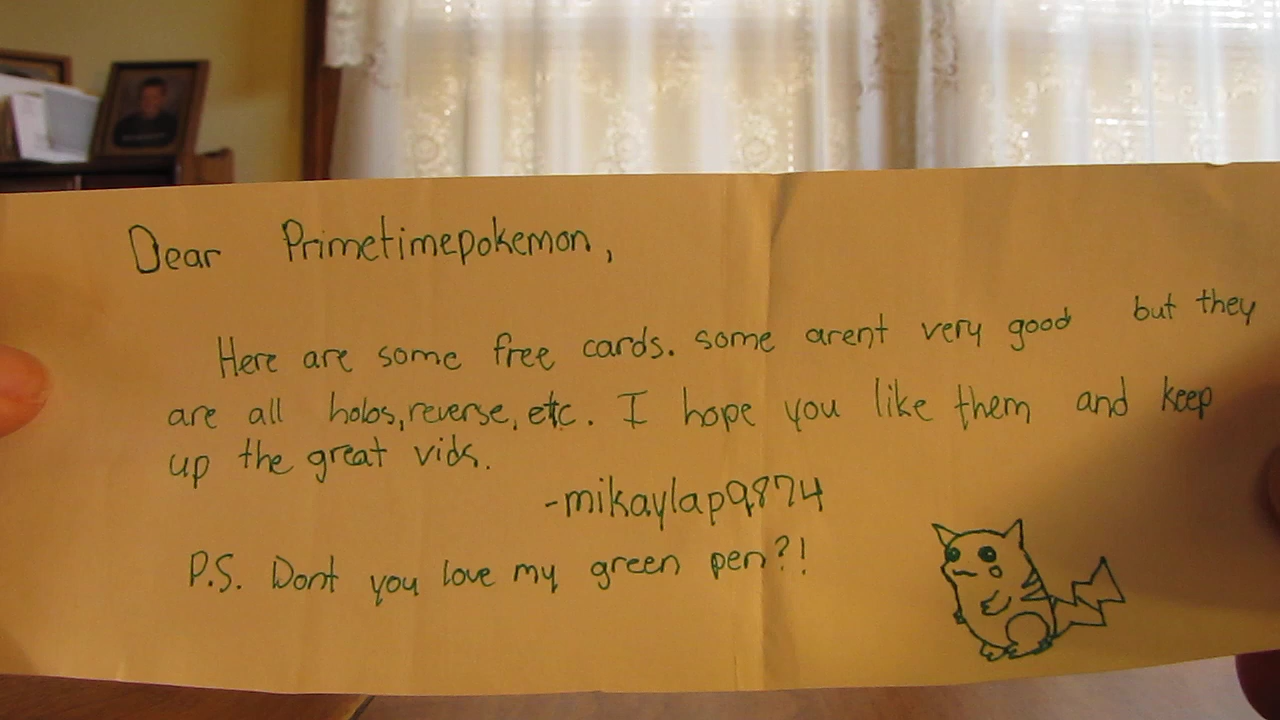 Dear Primetimepokemon,
Here are some free cards. some arent very good but they
are all holos, reverse, etc. I hope you like them and keep
up the great vids.
-mikaylap9874
P.S. Dont you love my green pen?!